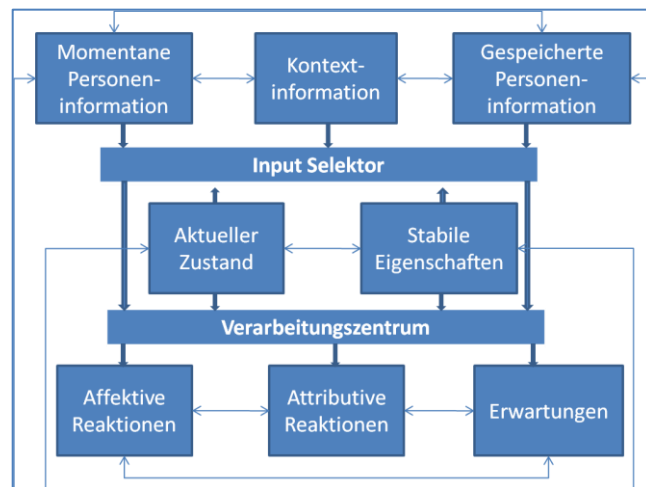 Momentane
Personen-
information
Kontext-
information
Gespeicherte
Personen-
information
Input Selektor
Aktueller
Zustand
Stabile
Eigenschaften
Verarbeitungszentrum
Affektive
Reaktionen
Attributive
Reaktionen
Erwartungen